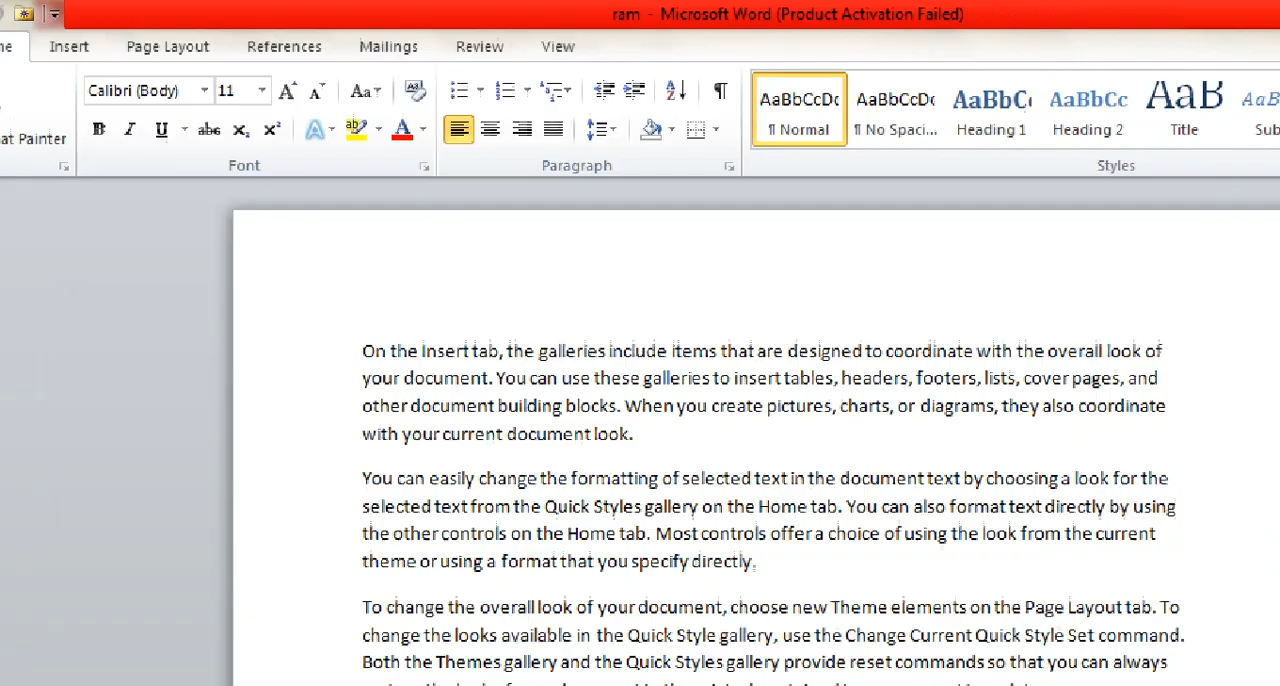 ram - Microsoft Word (Product Activation Failed)
me Insert Page Layout References Mailings Review View
Calibri (Body) 11 Aa
at Painter B I U abc X₂ X² A ab A
AaBbCcDc AaBbCcDc AaBbCc AaBbCc AaB AaB
¶ Normal ¶ No Spaci... Heading 1 Heading 2 Title Sub
Font Paragraph Styles
On the Insert tab, the galleries include items that are designed to coordinate with the overall look of
your document. You can use these galleries to insert tables, headers, footers, lists, cover pages, and
other document building blocks. When you create pictures, charts, or diagrams, they also coordinate
with your current document look.
You can easily change the formatting of selected text in the document text by choosing a look for the
selected text from the Quick Styles gallery on the Home tab. You can also format text directly by using
the other controls on the Home tab. Most controls offer a choice of using the look from the current
theme or using a format that you specify directly.
To change the overall look of your document, choose new Theme elements on the Page Layout tab. To
change the looks available in the Quick Style gallery, use the Change Current Quick Style Set command.
Both the Themes gallery and the Quick Styles gallery provide reset commands so that you can always